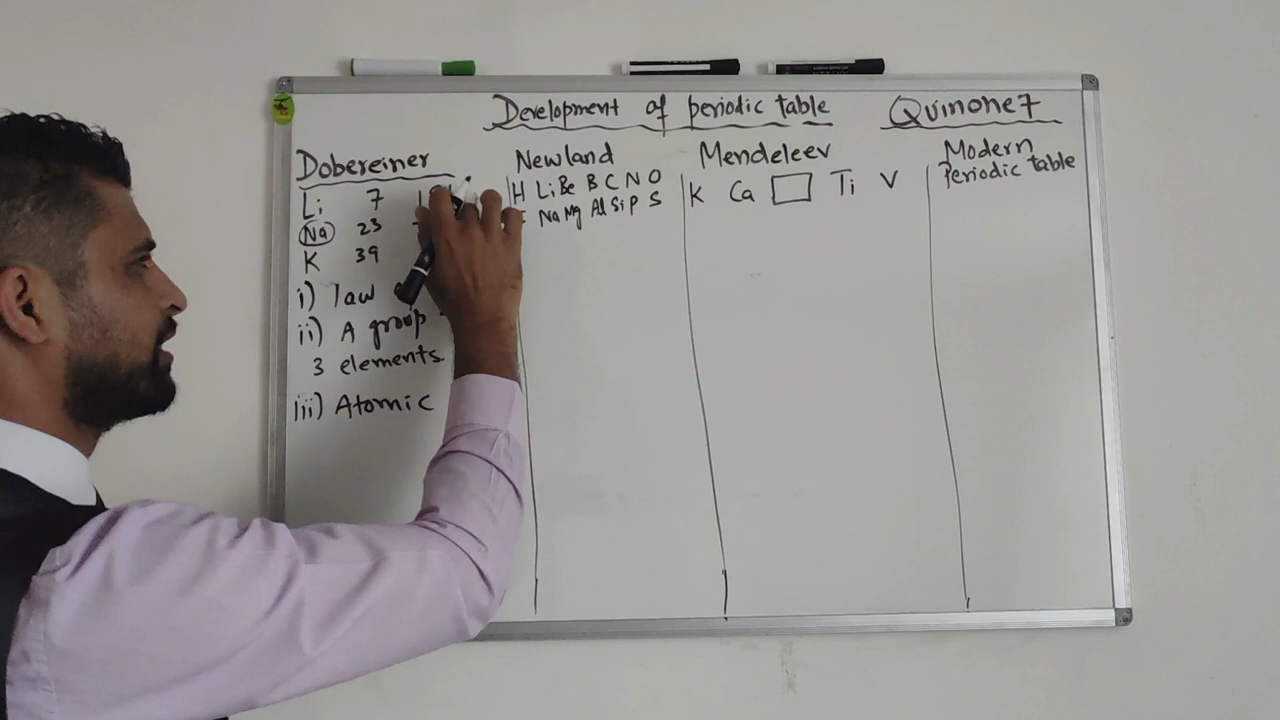 Development of periodic table
Quinone7
Dobereiner
Li 7
Na 23
K 39
i) law
ii) A group
3 elements.
iii) Atomic
Newland
H Li Be B C N O
Na Mg Al Si P S
Mendeleev
K Ca Ti V
Modern
Periodic table